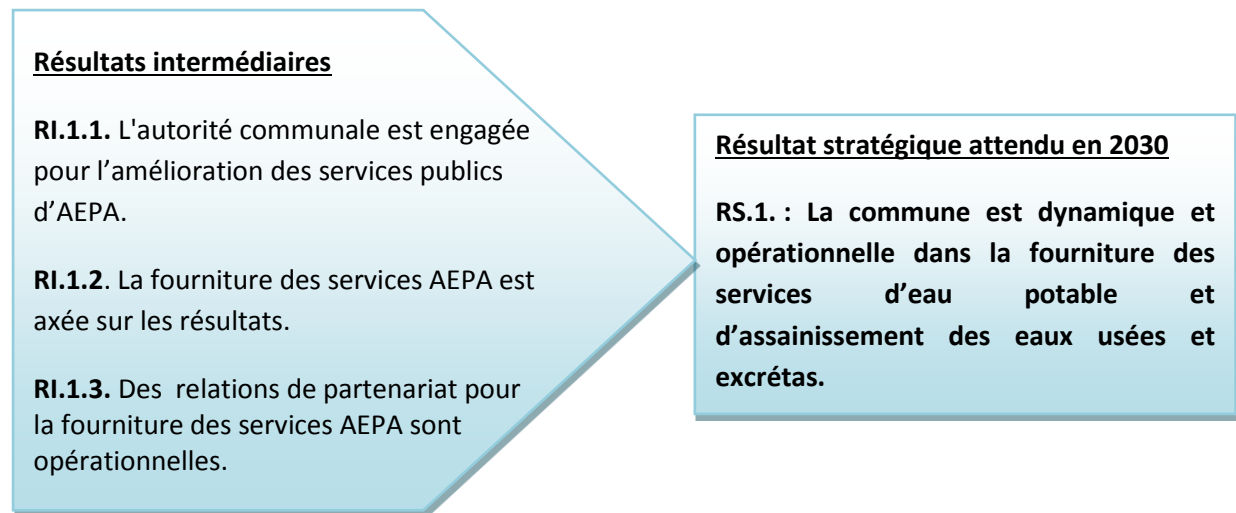 Résultats intermédiaires
RI.1.1. L'autorité communale est engagée
pour l’amélioration des services publics
d’AEPA.
RI.1.2. La fourniture des services AEPA est
axée sur les résultats.
RI.1.3. Des relations de partenariat pour
la fourniture des services AEPA sont
opérationnelles.
Résultat stratégique attendu en 2030
RS.1. : La commune est dynamique et
opérationnelle dans la fourniture des
services d’eau potable et
d’assainissement des eaux usées et
excrétas.